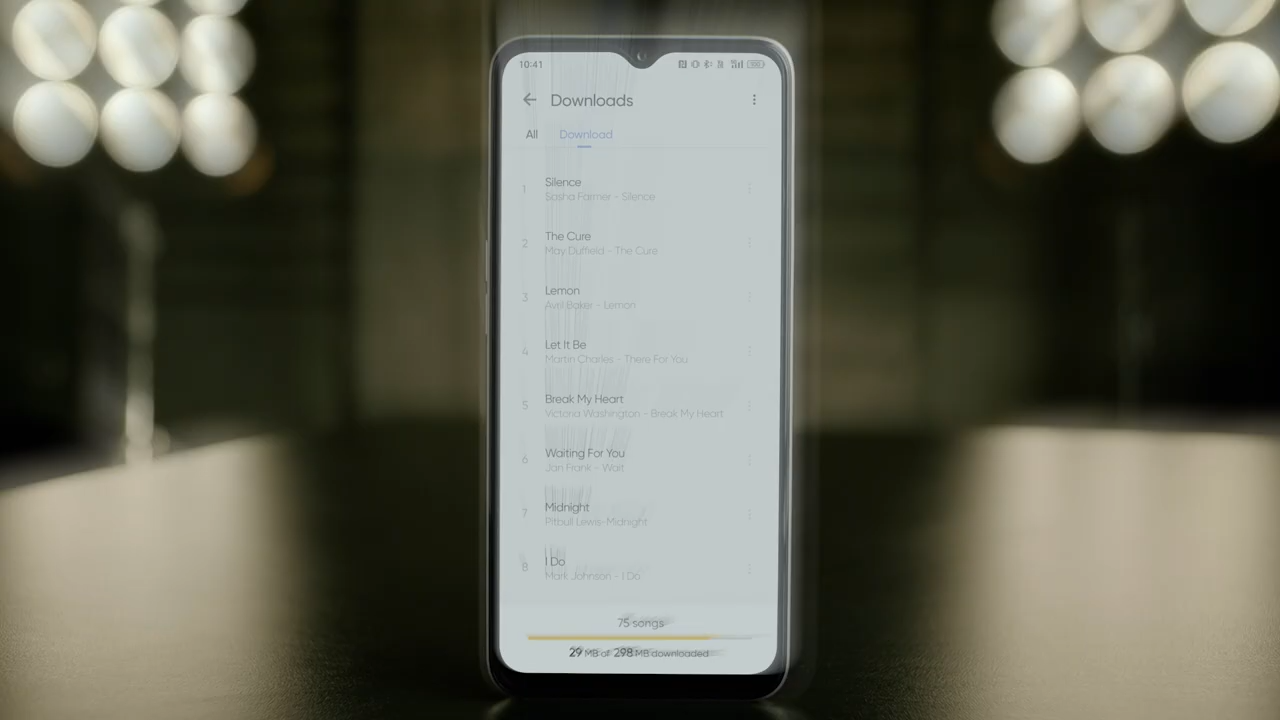 10:41
Downloads
All Download
1 Silence
Sasha Farmer - Silence
2 The Cure
May Duffield - The Cure
3 Lemon
Avril Baker - Lemon
4 Let It Be
Martin Charles - There For You
5 Break My Heart
Victoria Washington - Break My Heart
6 Waiting For You
Jan Frank - Wait
7 Midnight
Pitbull Lewis-Midnight
8 I Do
Mark Johnson - I Do
75 songs
29 MB of 298 MB downloaded